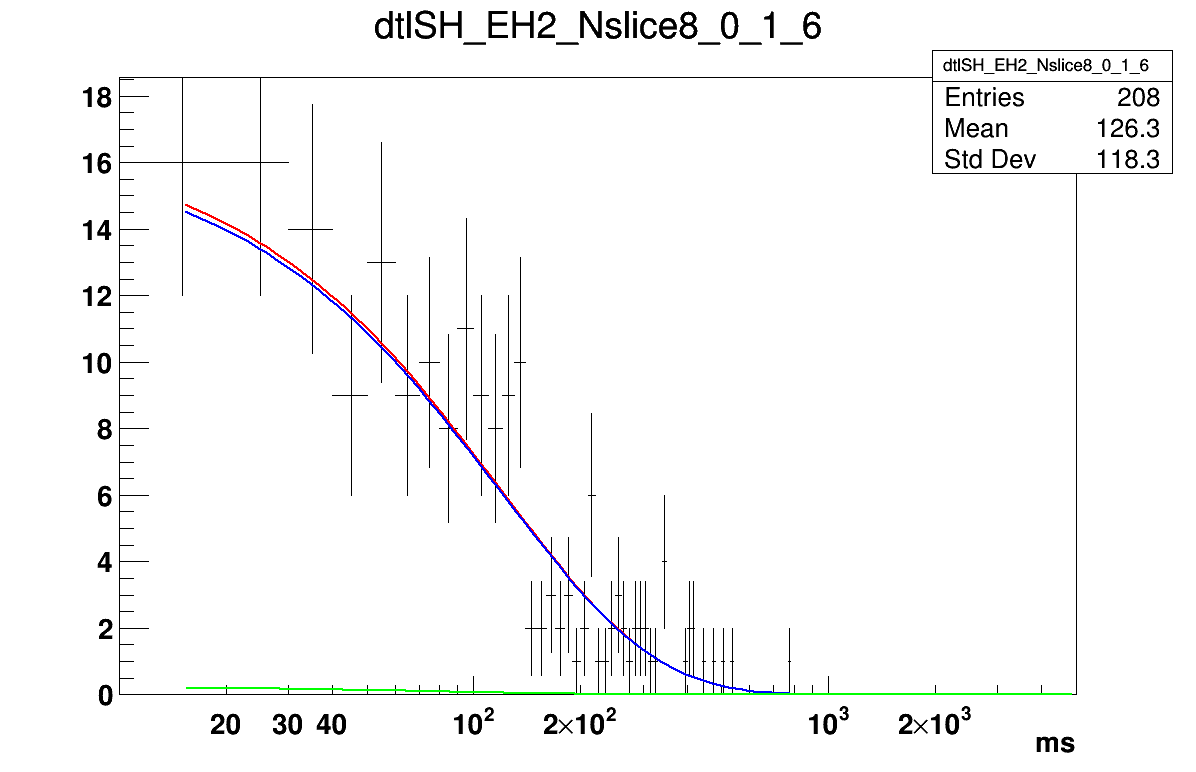 dtISH_EH2_Nslice8_0_1_6
dtISH_EH2_Nslice8_0_1_6
Entries 208
Mean 126.3
Std Dev 118.3
18
16
14
12
10
8
6
4
2
0
20 30 40 10² 2×10² 10³ 2×10³
ms